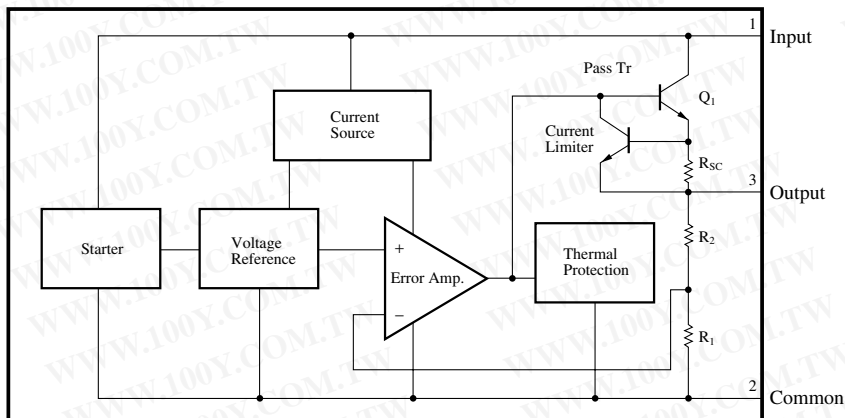 1
Input
Pass Tr
Q1
Current
Source
Current
Limiter
RSC
3
Output
Starter
Voltage
Reference
+
Error Amp.
−
Thermal
Protection
R2
R1
2
Common
WWW.100Y.COM.TW